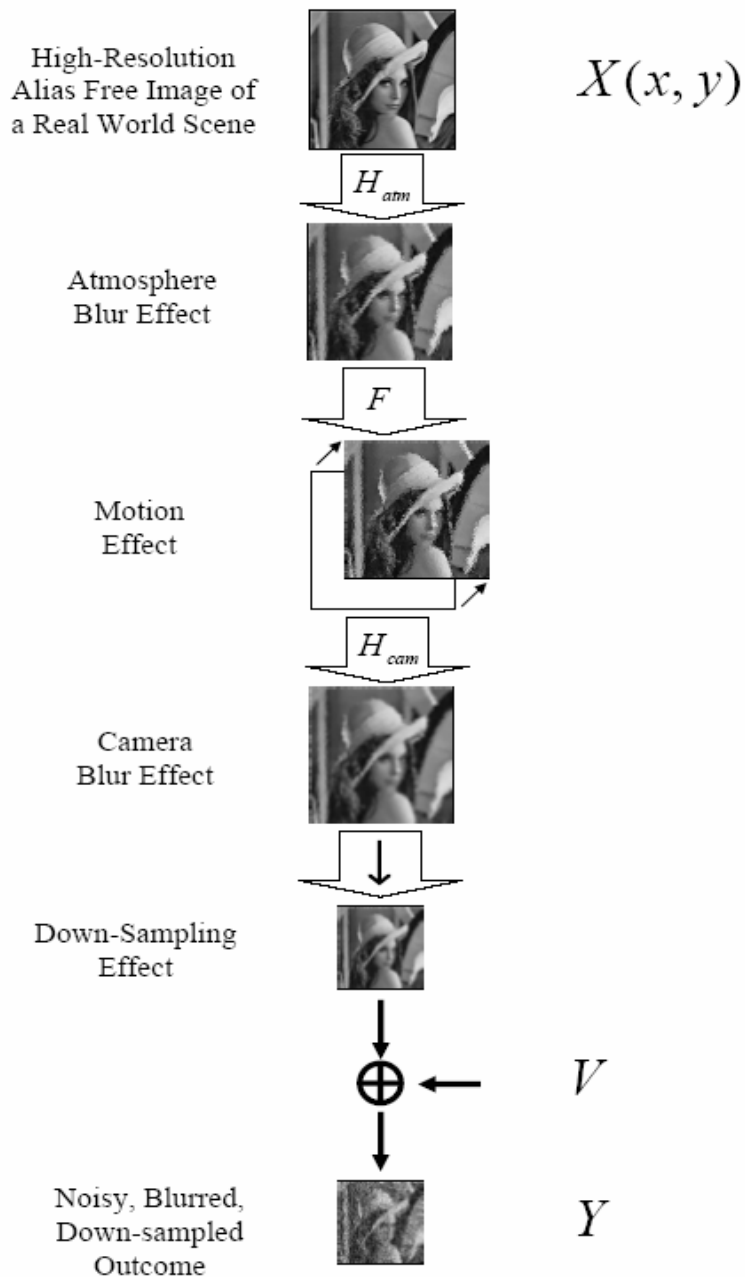 High-Resolution
Alias Free Image of
a Real World Scene
X(x, y)
H_atm
Atmosphere
Blur Effect
F
Motion
Effect
H_cam
Camera
Blur Effect
Down-Sampling
Effect
V
Noisy, Blurred,
Down-sampled
Outcome
Y